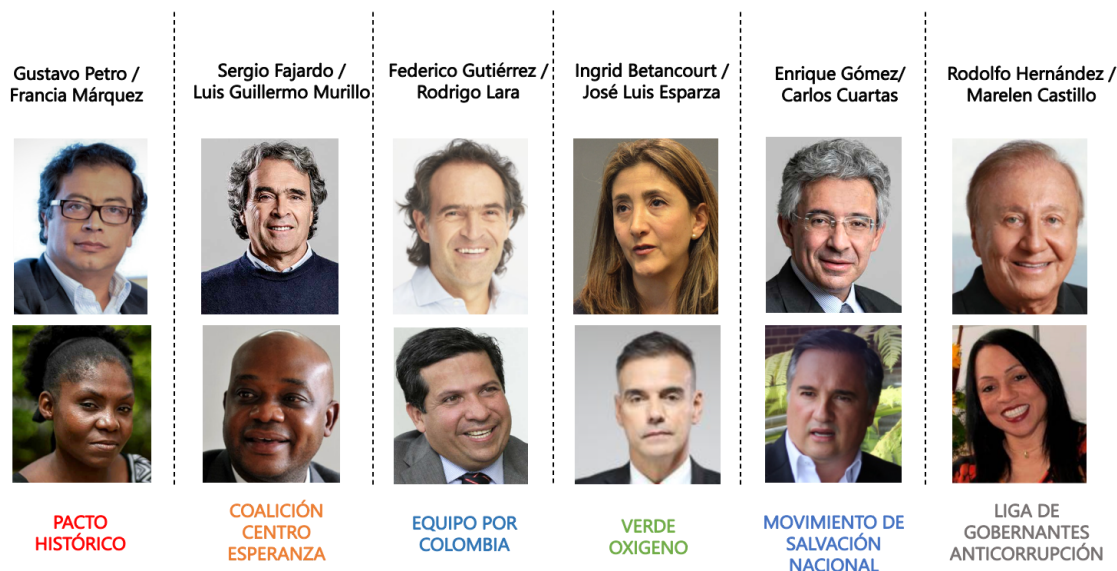 Gustavo Petro /
Francia Márquez
Sergio Fajardo /
Luis Guillermo Murillo
Federico Gutiérrez /
Rodrigo Lara
Ingrid Betancourt /
José Luis Esparza
Enrique Gómez/
Carlos Cuartas
Rodolfo Hernández /
Marelen Castillo
PACTO
HISTÓRICO
COALICIÓN
CENTRO
ESPERANZA
EQUIPO POR
COLOMBIA
VERDE
OXIGENO
MOVIMIENTO DE
SALVACIÓN
NACIONAL
LIGA DE
GOBERNANTES
ANTICORRUPCIÓN